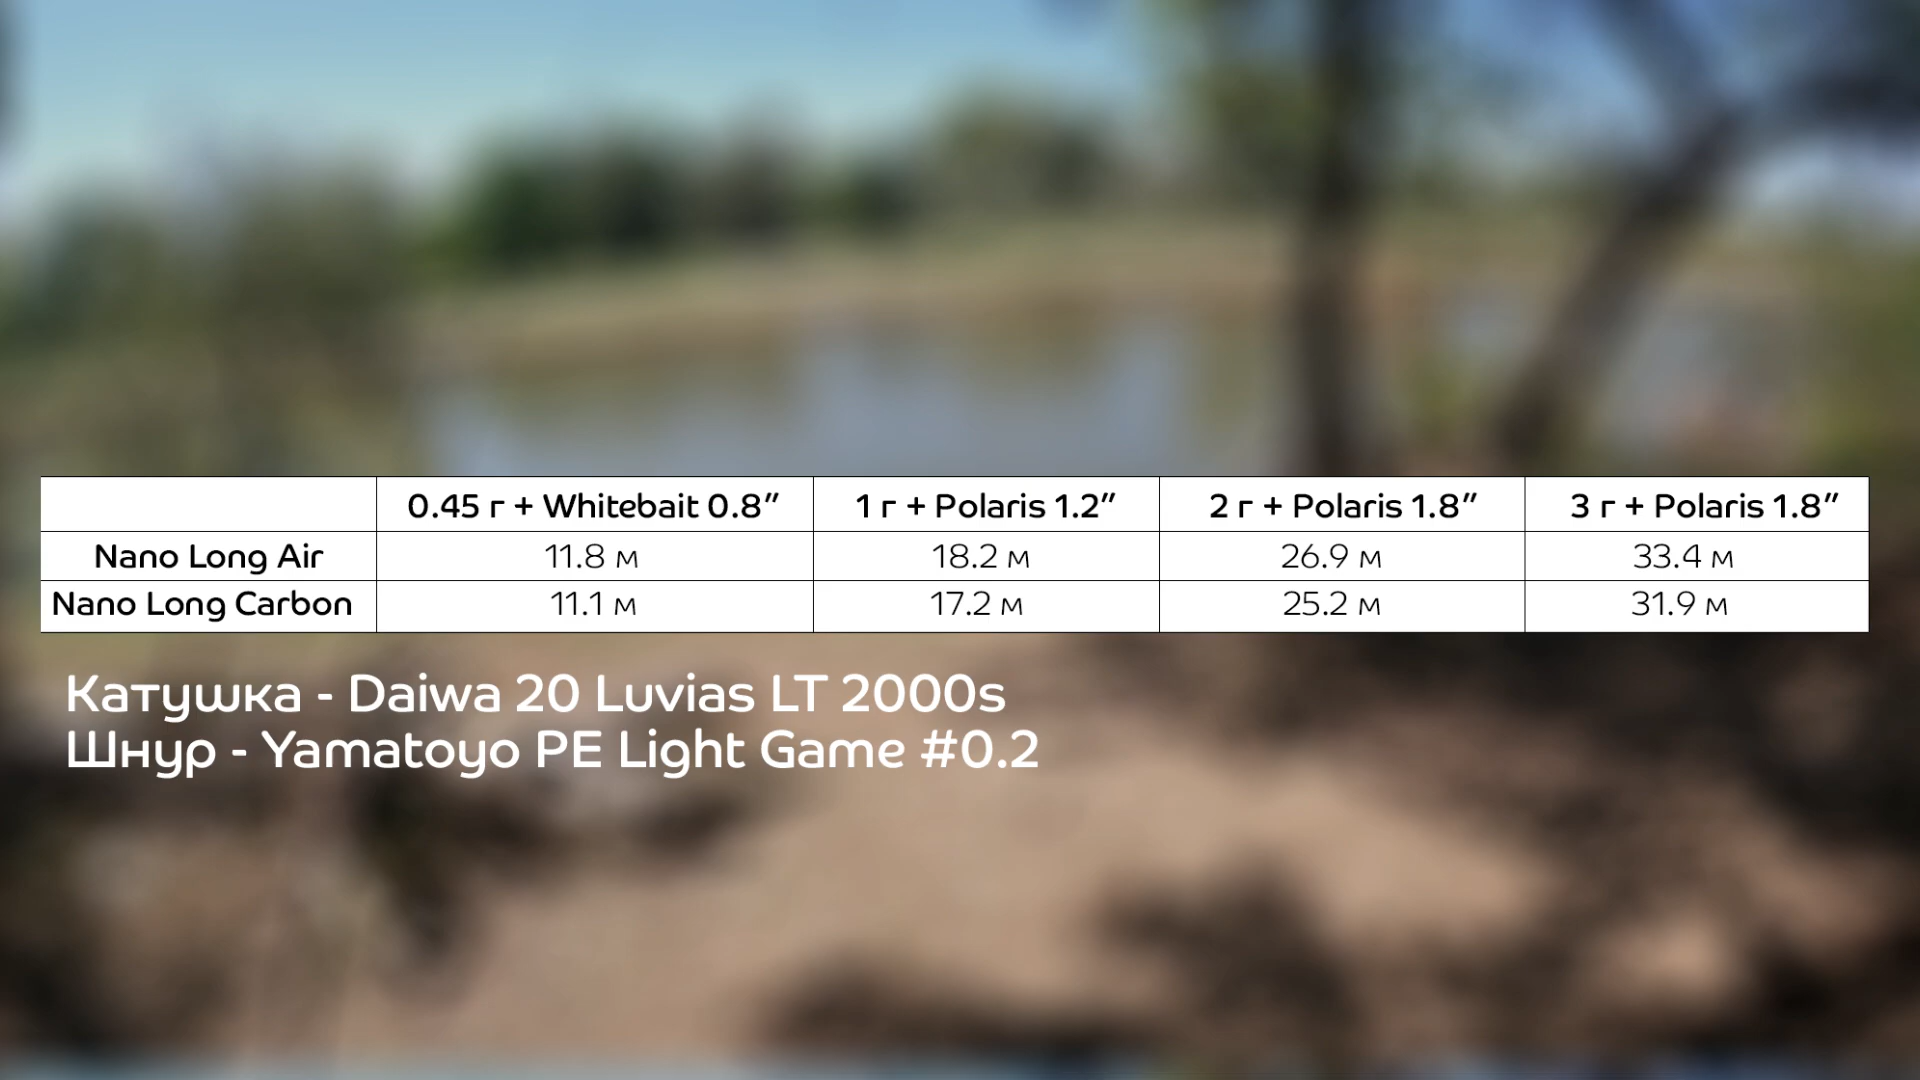 0.45 г + Whitebait 0.8″ 1 г + Polaris 1.2″ 2 г + Polaris 1.8″ 3 г + Polaris 1.8″
Nano Long Air 11.8 м 18.2 м 26.9 м 33.4 м
Nano Long Carbon 11.1 м 17.2 м 25.2 м 31.9 м
Катушка - Daiwa 20 Luvias LT 2000s
Шнур - Yamatoyo PE Light Game #0.2